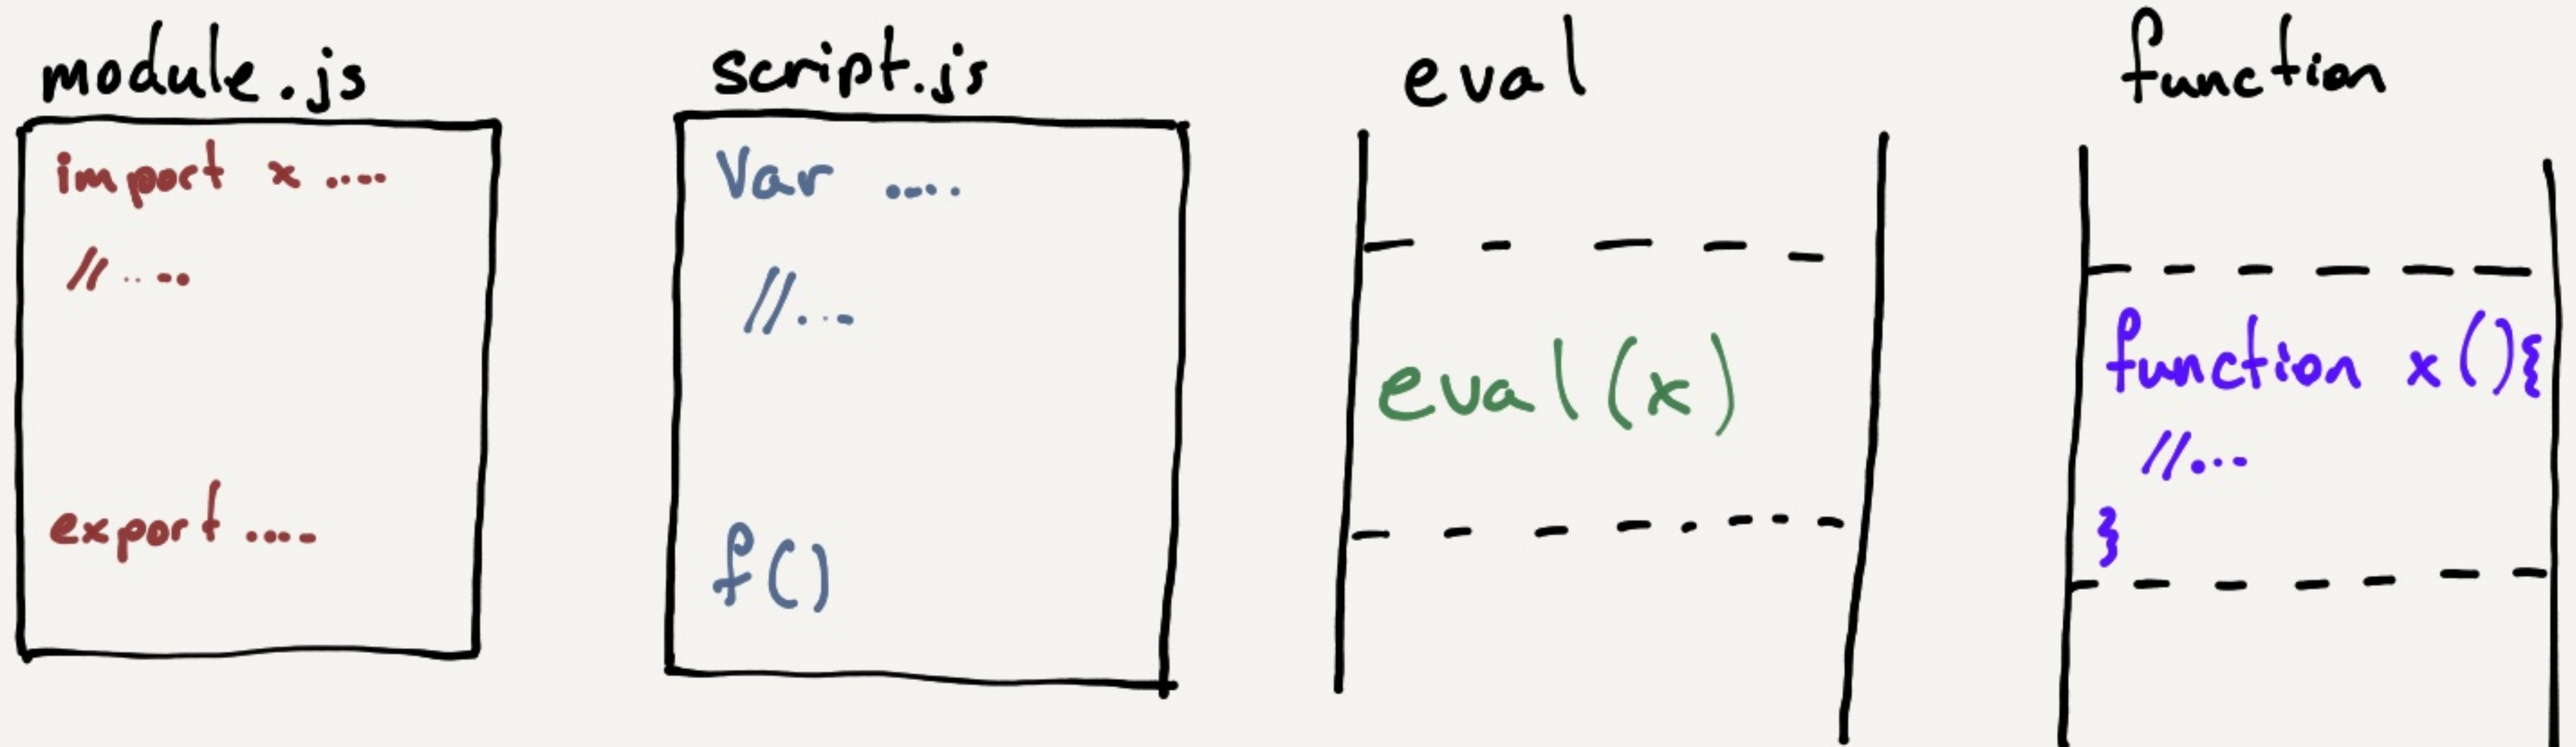 module.js
import x ....
// ....
export ....
script.js
Var ....
//...
f()
eval
eval(x)
function
function x(){
//...
}